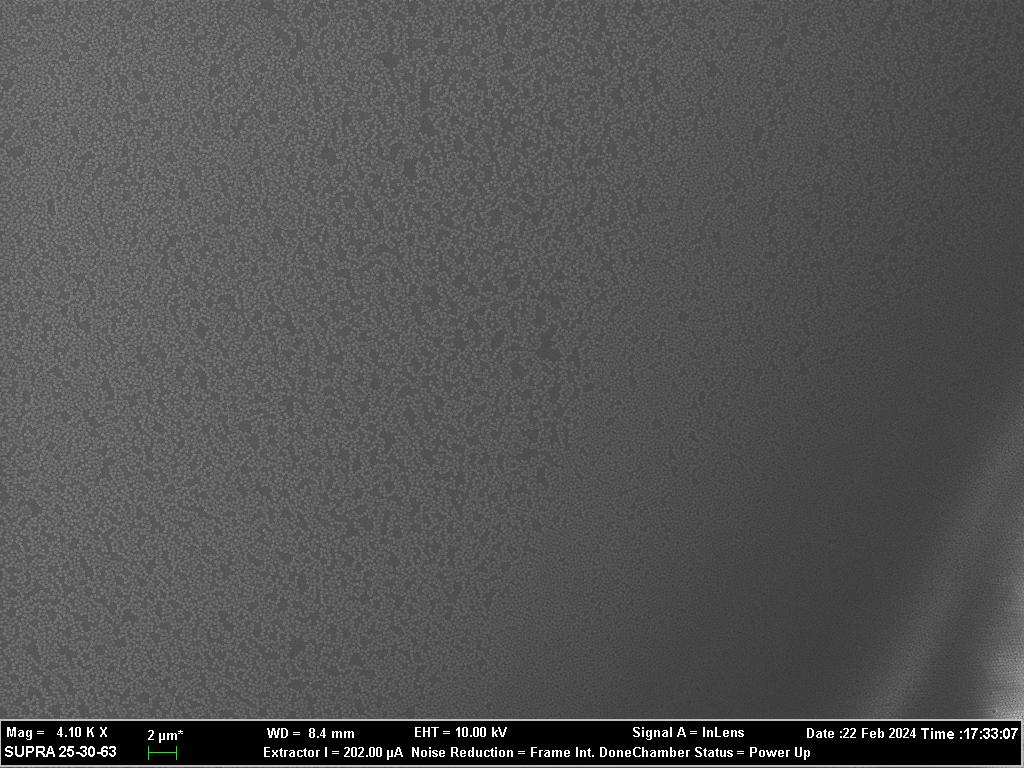 Mag = 4.10 K X 2 µm* WD = 8.4 mm EHT = 10.00 kV Signal A = InLens Date :22 Feb 2024 Time :17:33:07
SUPRA 25-30-63 Extractor I = 202.00 µA Noise Reduction = Frame Int. DoneChamber Status = Power Up